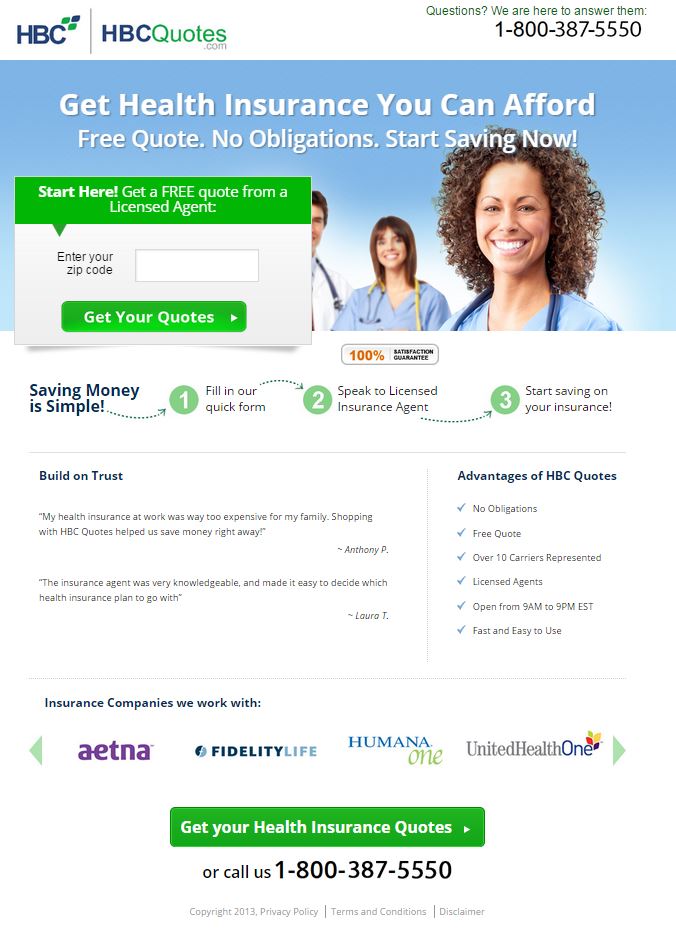 HBC
HBCQuotes
.com
Questions? We are here to answer them:
1-800-387-5550
Get Health Insurance You Can Afford
Free Quote. No Obligations. Start Saving Now!
Start Here! Get a FREE quote from a
Licensed Agent:
Enter your
zip code
Get Your Quotes
100% SATISFACTION
GUARANTEE
Saving Money
is Simple!
1
Fill in our
quick form
2
Speak to Licensed
Insurance Agent
3
Start saving on
your insurance!
Build on Trust
“My health insurance at work was way too expensive for my family. Shopping
with HBC Quotes helped us save money right away!”
~ Anthony P.
“The insurance agent was very knowledgeable, and made it easy to decide which
health insurance plan to go with”
~ Laura T.
Advantages of HBC Quotes
No Obligations
Free Quote
Over 10 Carriers Represented
Licensed Agents
Open from 9AM to 9PM EST
Fast and Easy to Use
Insurance Companies we work with:
aetna
FIDELITYLIFE
HUMANA
one
UnitedHealthOne
Get your Health Insurance Quotes
or call us 1-800-387-5550
Copyright 2013, Privacy Policy | Terms and Conditions | Disclaimer